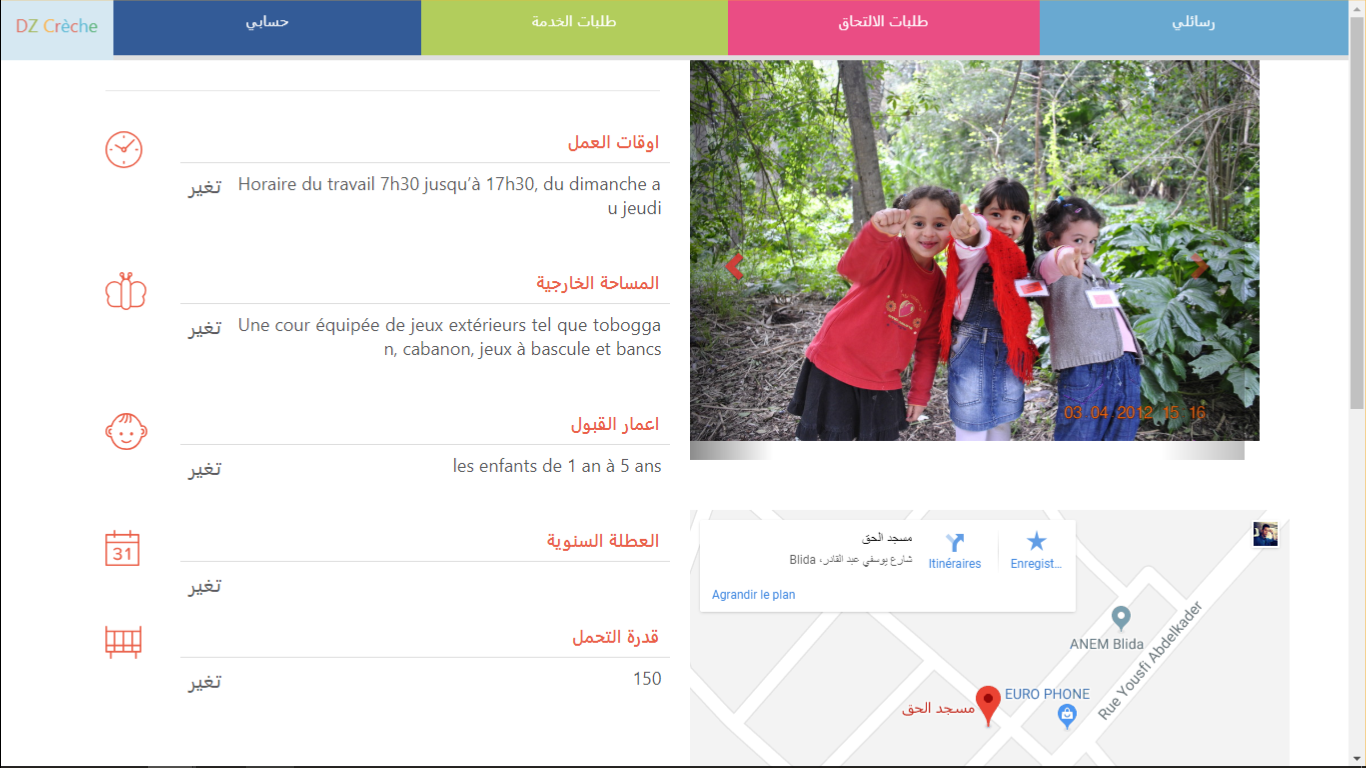 DZ Crèche
حسابي
طلبات الخدمة
طلبات الالتحاق
رسائلي
اوقات العمل
Horaire du travail 7h30 jusqu’à 17h30, du dimanche a
u jeudi
تغير
المساحة الخارجية
Une cour équipée de jeux extérieurs tel que tobogga
n, cabanon, jeux à bascule et bancs
تغير
اعمار القبول
les enfants de 1 an à 5 ans
تغير
31
العطلة السنوية
تغير
قدرة التحمل
150
تغير
03.04.2012 15:16
مسجد الحق
شارع يوسفي عبد القادر، Blida
Itinéraires
Enregist...
Agrandir le plan
ANEM Blida
Rue Yousfi Abdelkader
EURO PHONE
مسجد الحق